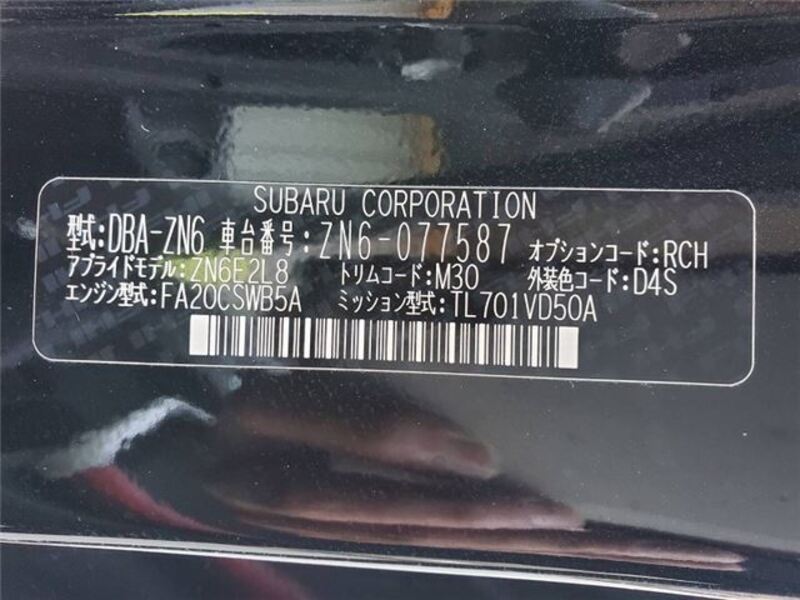 SUBARU CORPORATION
型式:DBA-ZN6 車台番号:ZN6-077587 オプションコード:RCH
アプライドモデル:ZN6E2L8 トリムコード:M30 外装色コード:D4S
エンジン型式:FA20CSWB5A ミッション型式:TL701VD50A